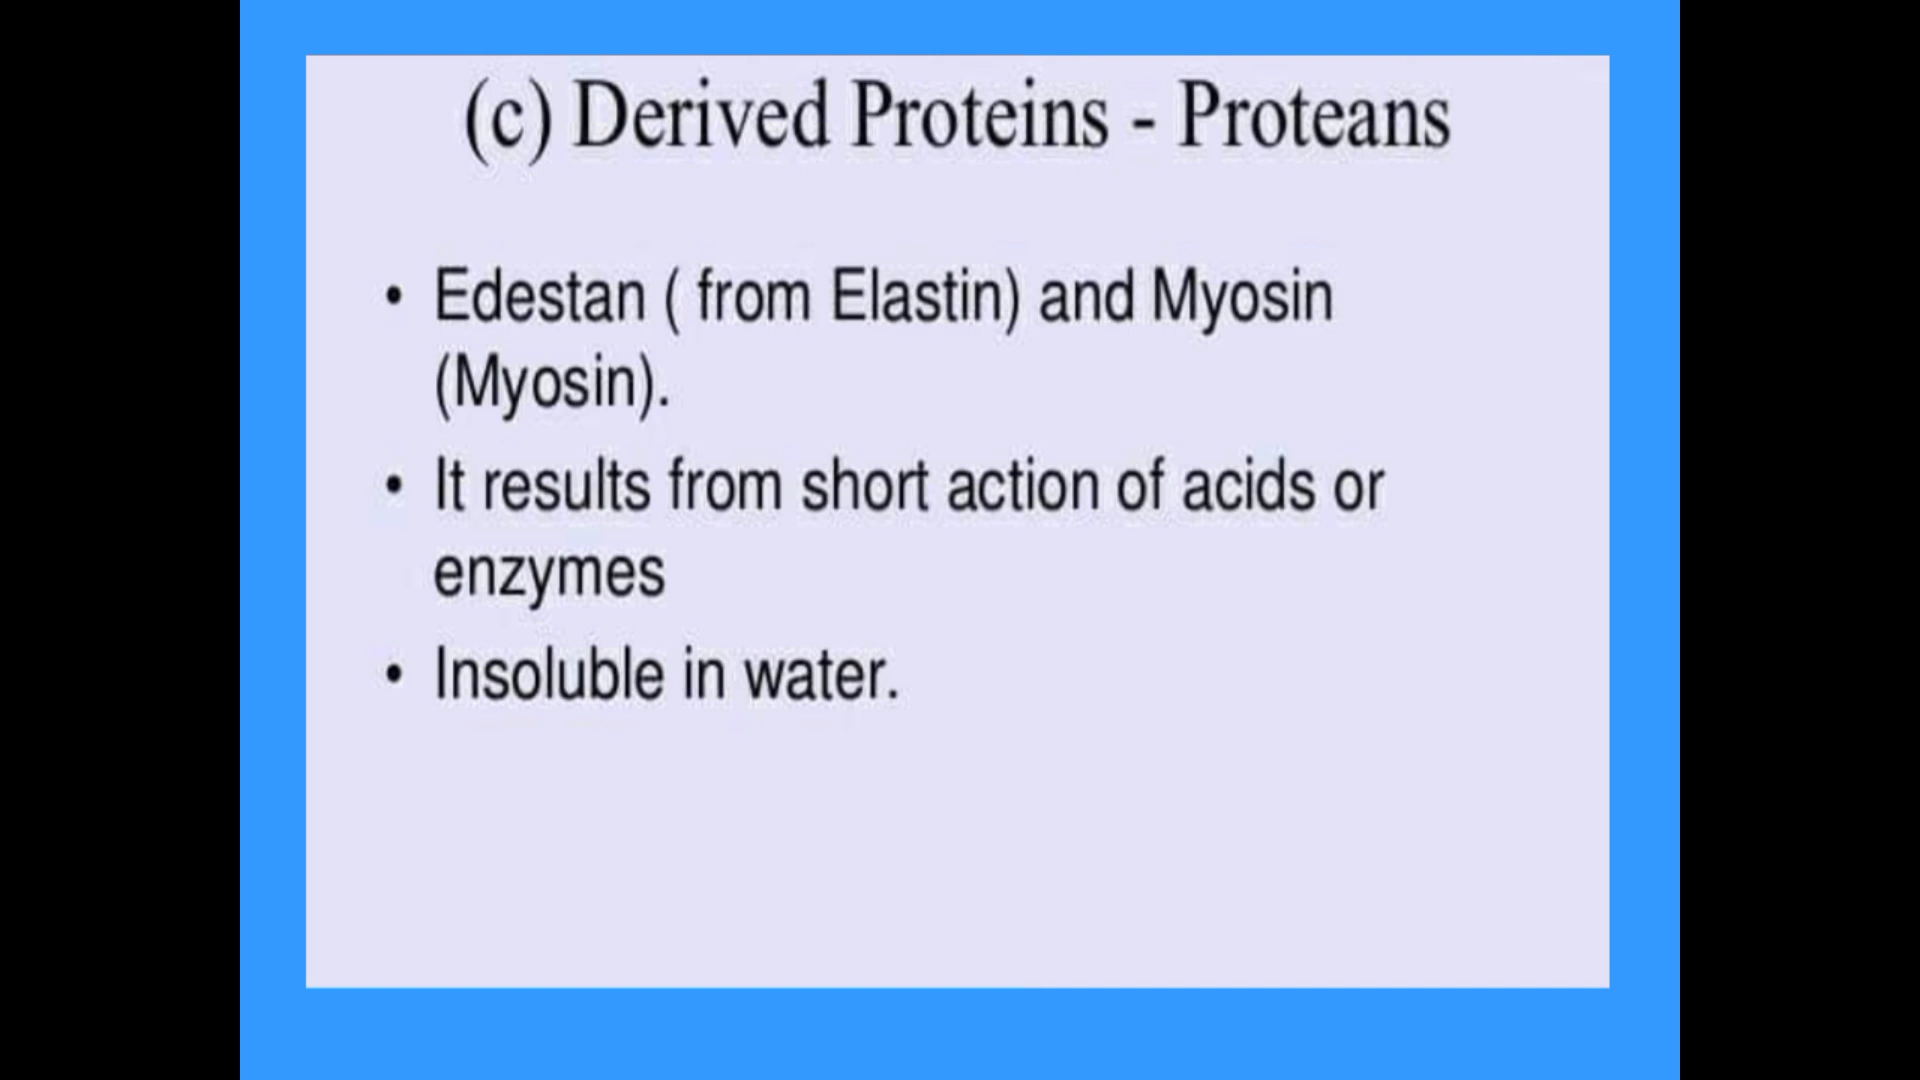 (c) Derived Proteins - Proteans
• Edestan ( from Elastin) and Myosin
(Myosin).
• It results from short action of acids or
enzymes
• Insoluble in water.